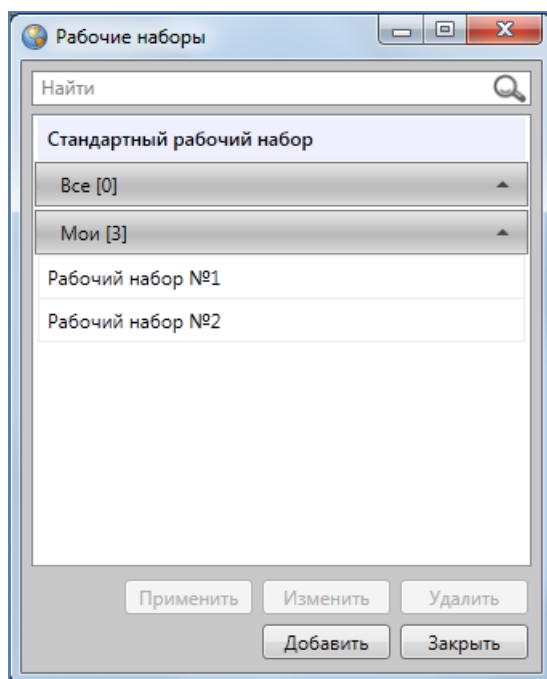 Рабочие наборы
Найти
Стандартный рабочий набор
Все [0]
Мои [3]
Рабочий набор №1
Рабочий набор №2
Применить Изменить Удалить
Добавить Закрыть